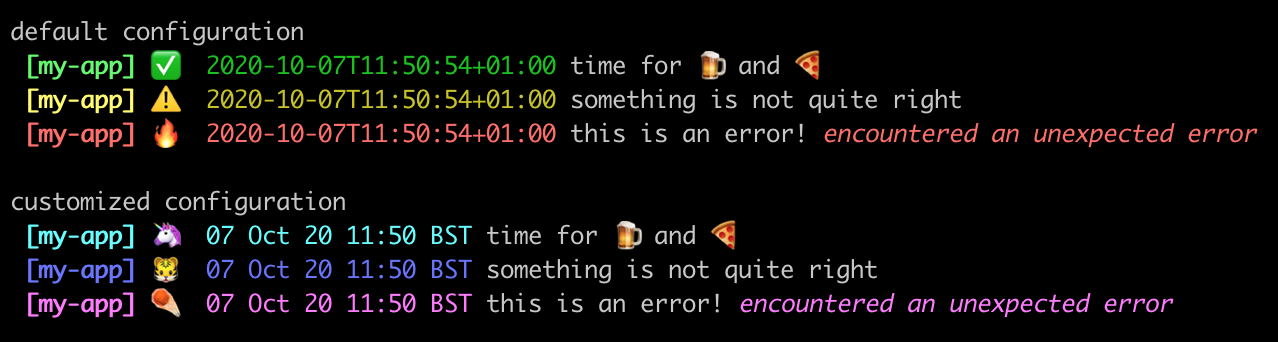 default configuration
[my-app] ✅ 2020-10-07T11:50:54+01:00 time for 🍺 and 🍕
[my-app] ⚠️ 2020-10-07T11:50:54+01:00 something is not quite right
[my-app] 🔥 2020-10-07T11:50:54+01:00 this is an error! encountered an unexpected error
customized configuration
[my-app] 🦄 07 Oct 20 11:50 BST time for 🍺 and 🍕
[my-app] 🐯 07 Oct 20 11:50 BST something is not quite right
[my-app] ☄️ 07 Oct 20 11:50 BST this is an error! encountered an unexpected error